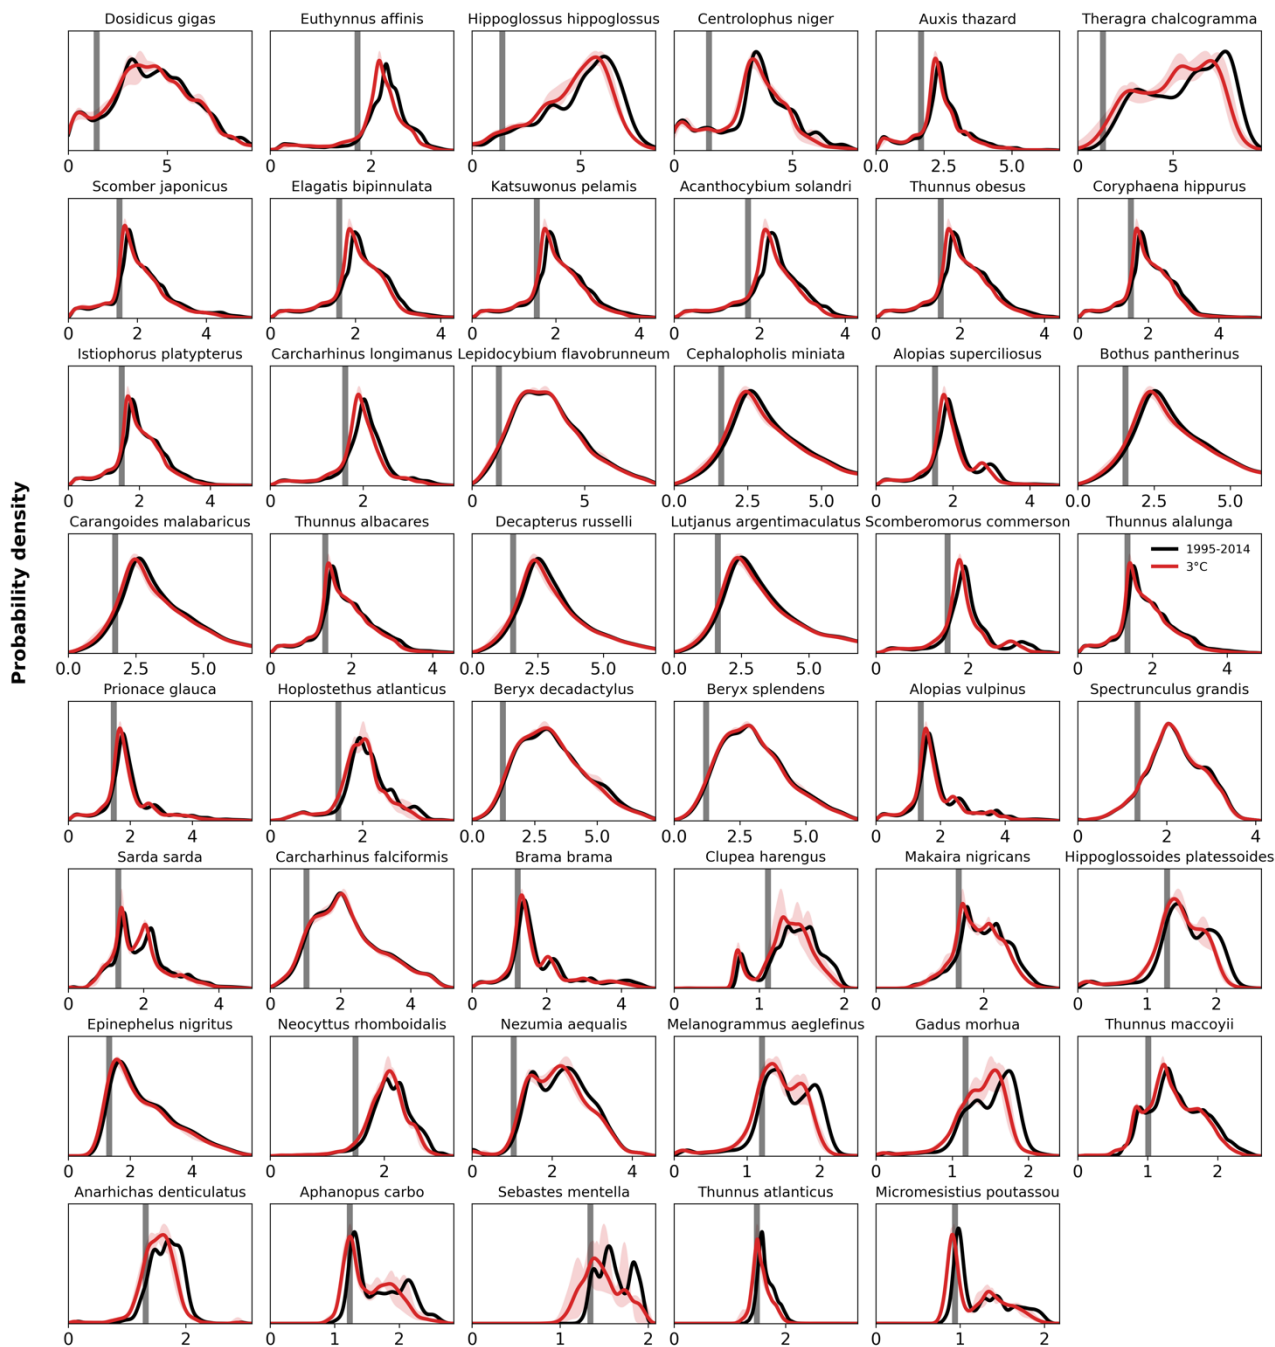 Dosidicus gigas Euthynnus affinis Hippoglossus hippoglossus Centrolophus niger Auxis thazard Theragra chalcogramma
0 5 0 2 0 5 0 5 0.0 2.5 5.0 0 5
Scomber japonicus Elagatis bipinnulata Katsuwonus pelamis Acanthocybium solandri Thunnus obesus Coryphaena hippurus
0 2 4 0 2 4 0 2 4 0 2 4 0 2 4 0 2 4
Istiophorus platypterus Carcharhinus longimanus Lepidocybium flavobrunneum Cephalopholis miniata Alopias superciliosus Bothus pantherinus
0 2 4 0 2 0 5 0.0 2.5 5.0 0 2 4 0.0 2.5 5.0
Probability density
Carangoides malabaricus Thunnus albacares Decapterus russelli Lutjanus argentimaculatus Scomberomorus commerson Thunnus alalunga
1995-2014
3°C
0.0 2.5 5.0 0 2 4 0.0 2.5 5.0 0.0 2.5 5.0 0 2 0 2 4
Prionace glauca Hoplostethus atlanticus Beryx decadactylus Beryx splendens Alopias vulpinus Spectrunculus grandis
0 2 4 0 2 0.0 2.5 5.0 0.0 2.5 5.0 0 2 4 0 2 4
Sarda sarda Carcharhinus falciformis Brama brama Clupea harengus Makaira nigricans Hippoglossoides platessoides
0 2 4 0 2 4 0 2 4 0 1 2 0 2 0 1 2
Epinephelus nigritus Neocyttus rhomboidalis Nezumia aequalis Melanogrammus aeglefinus Gadus morhua Thunnus maccoyii
0 2 4 0 2 0 2 4 0 1 2 0 1 2 0 1 2
Anarhichas denticulatus Aphanopus carbo Sebastes mentella Thunnus atlanticus Micromesistius poutassou
0 2 0 1 2 0 1 2 0 2 0 1 2